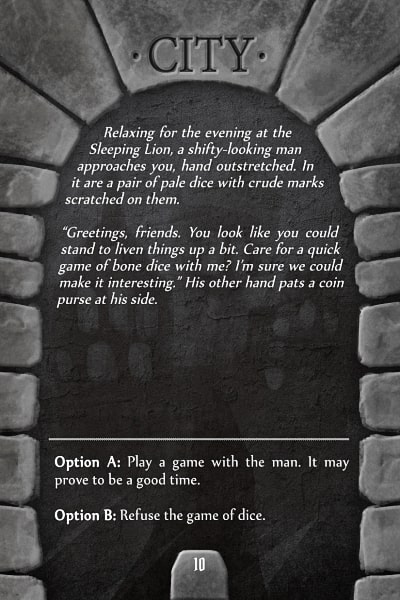 · CITY ·
Relaxing for the evening at the
Sleeping Lion, a shifty-looking man
approaches you, hand outstretched. In
it are a pair of pale dice with crude marks
scratched on them.
“Greetings, friends. You look like you could
stand to liven things up a bit. Care for a quick
game of bone dice with me? I’m sure we could
make it interesting.” His other hand pats a coin
purse at his side.
Option A: Play a game with the man. It may
prove to be a good time.
Option B: Refuse the game of dice.
10